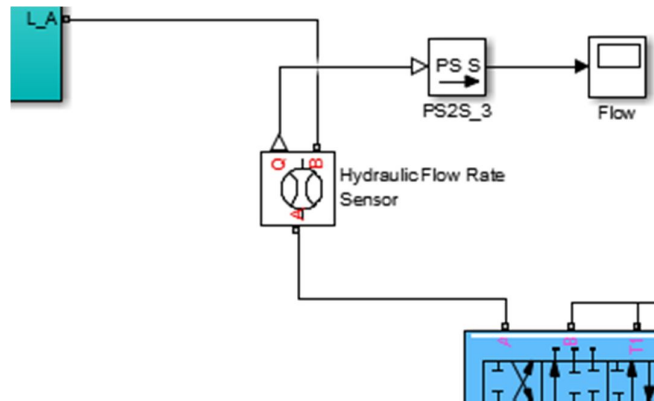 L_A
PS S
PS2S_3
Flow
Q
B
Hydraulic Flow Rate
Sensor
A
A
B
T1